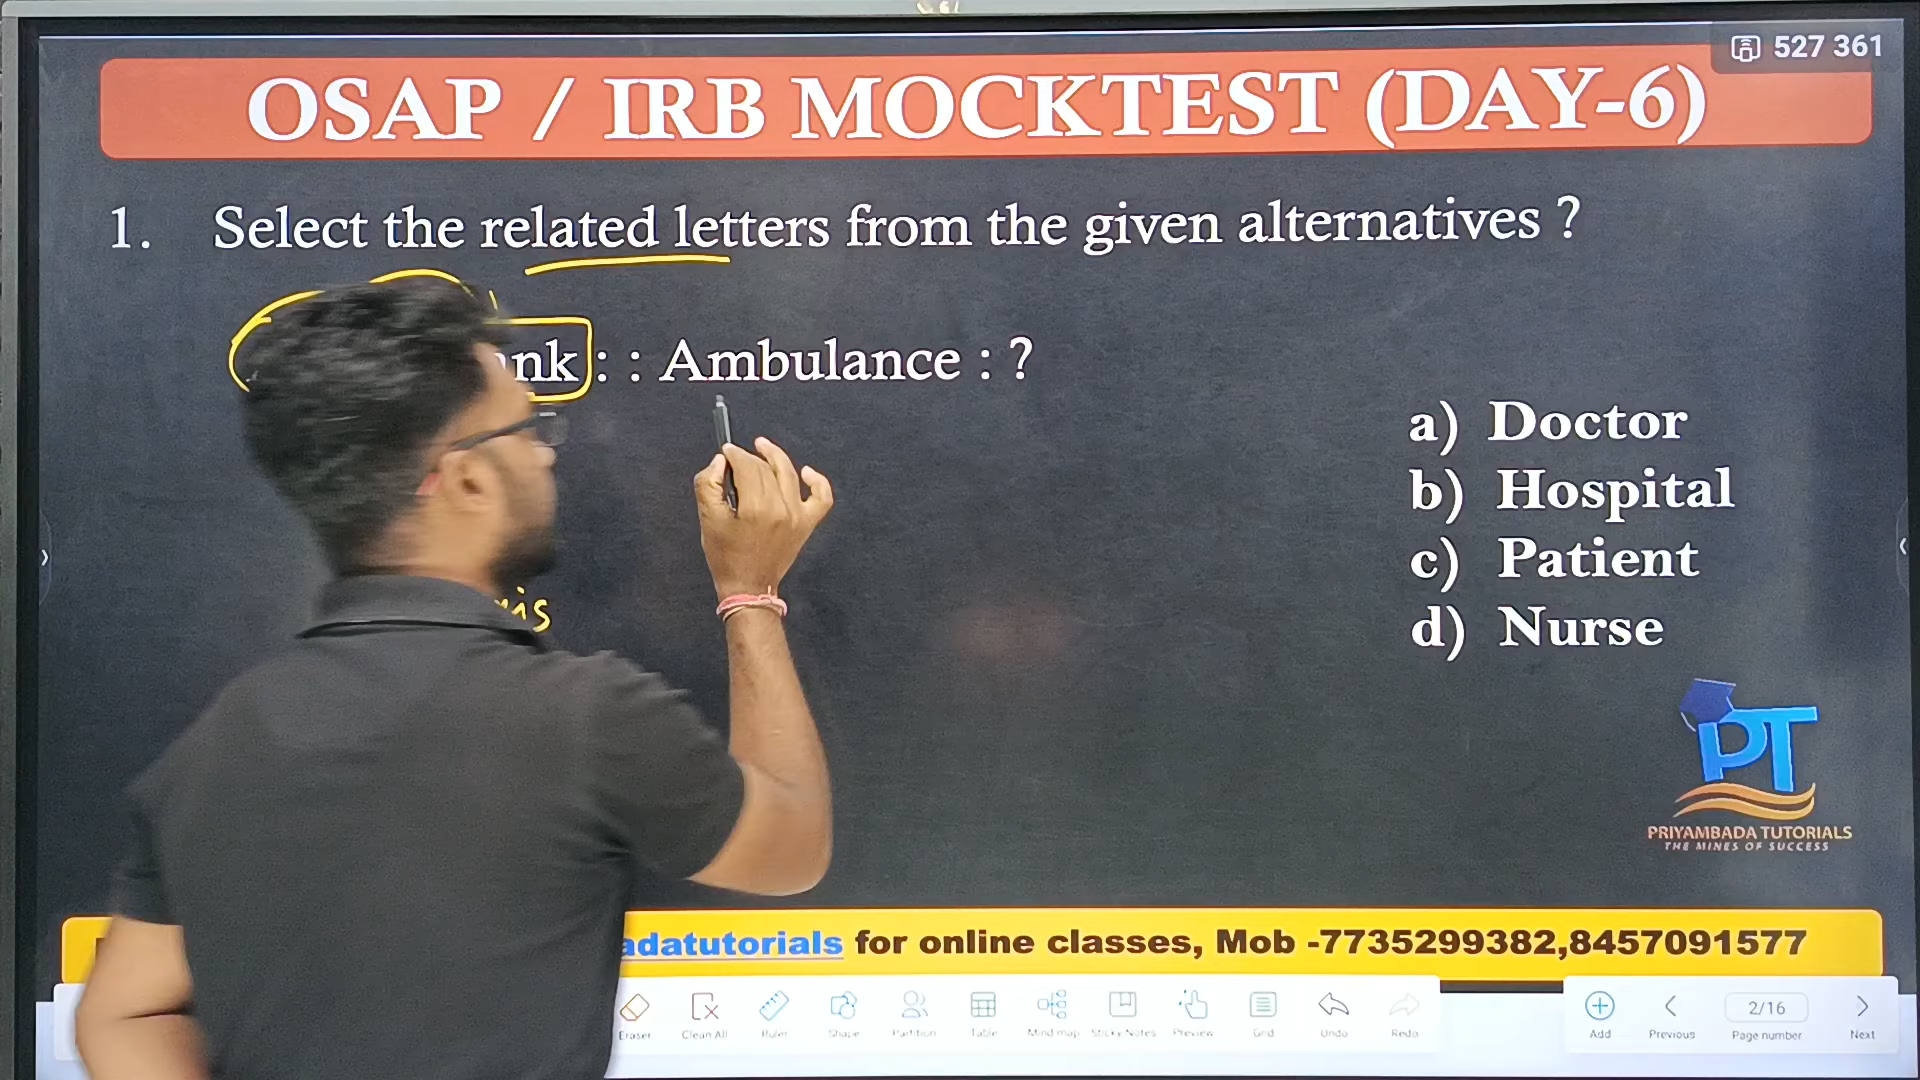 527 361
OSAP / IRB MOCKTEST (DAY-6)
1. Select the related letters from the given alternatives ?
: : Ambulance : ?
a) Doctor
b) Hospital
c) Patient
d) Nurse
PT
PRIYAMBADA TUTORIALS
THE MINES OF SUCCESS
for online classes, Mob -7735299382,8457091577
Eraser Clean All Ruler Shape Partition Table Mind map Sticky Notes Preview Grid Undo Redo
2/16
Add Previous Page number Next